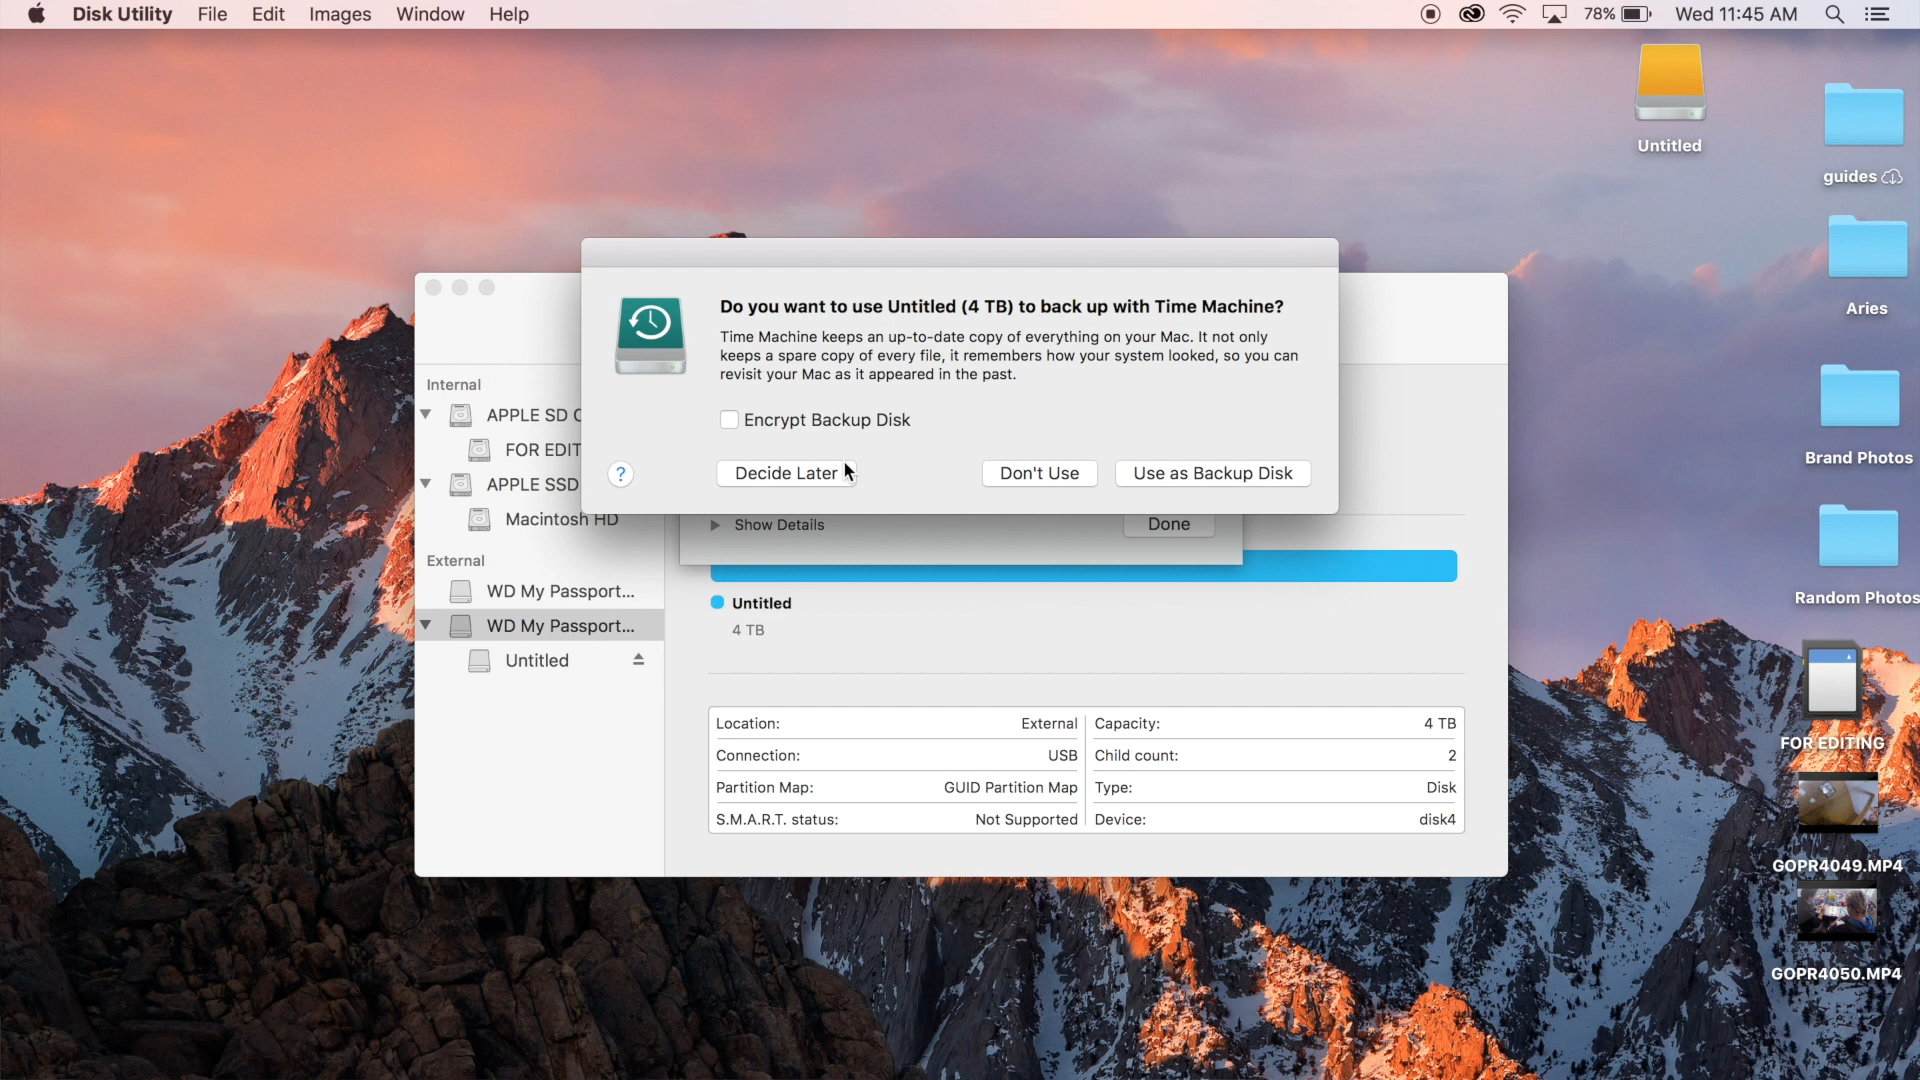 Disk Utility File Edit Images Window Help 78% Wed 11:45 AM
Untitled
guides
Aries
Brand Photos
Random Photos
FOR EDITING
GOPR4049.MP4
GOPR4050.MP4
Do you want to use Untitled (4 TB) to back up with Time Machine?
Time Machine keeps an up-to-date copy of everything on your Mac. It not only
keeps a spare copy of every file, it remembers how your system looked, so you can
revisit your Mac as it appeared in the past.
Encrypt Backup Disk
? Decide Later Don't Use Use as Backup Disk
Show Details Done
Internal
APPLE SD C
FOR EDIT
APPLE SSD
Macintosh HD
External
WD My Passport...
WD My Passport...
Untitled
Untitled
4 TB
Location: External Capacity: 4 TB
Connection: USB Child count: 2
Partition Map: GUID Partition Map Type: Disk
S.M.A.R.T. status: Not Supported Device: disk4